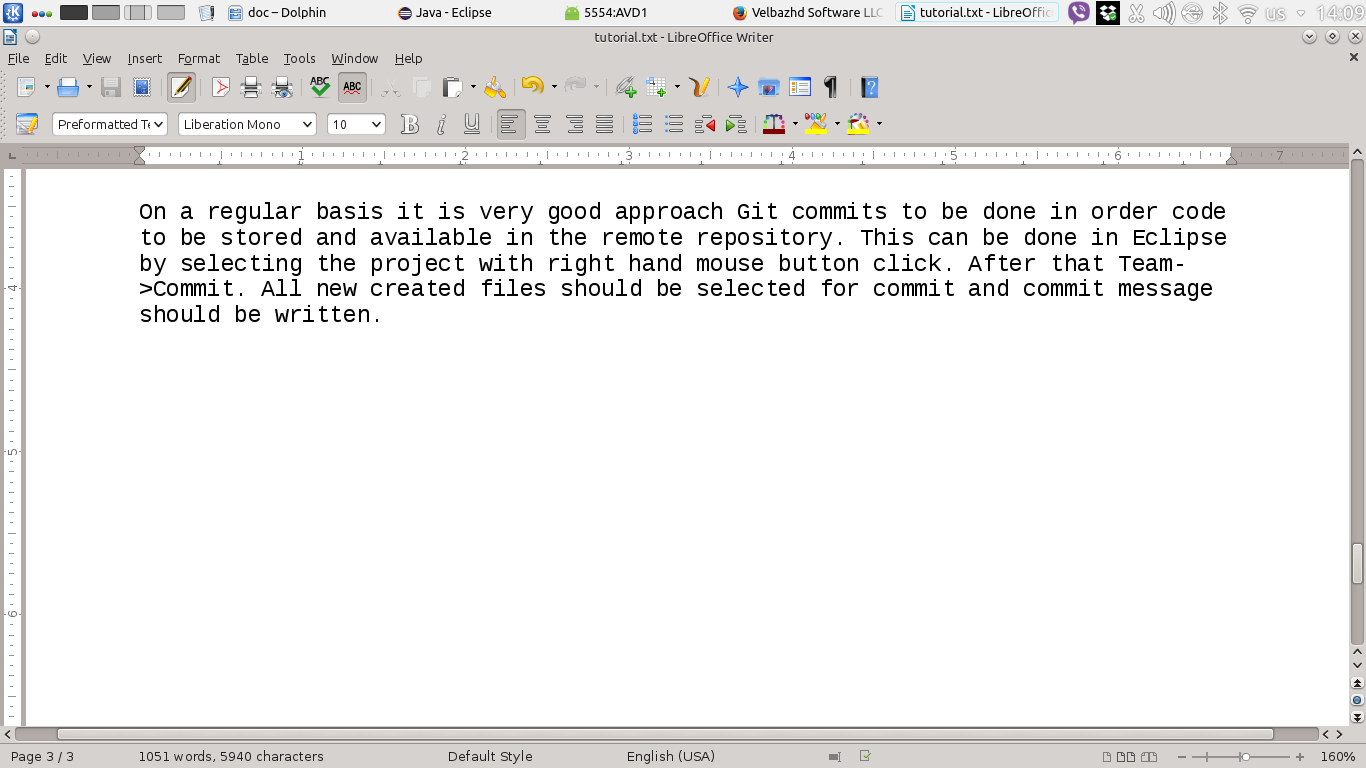 doc – Dolphin
Java - Eclipse
5554:AVD1
Velbazhd Software LLC
tutorial.txt - LibreOffic
us
14:09
tutorial.txt - LibreOffice Writer
File Edit View Insert Format Table Tools Window Help
ABC ABC
Preformatted Te Liberation Mono 10
1 2 3 4 5 6 7
On a regular basis it is very good approach Git commits to be done in order code
to be stored and available in the remote repository. This can be done in Eclipse
by selecting the project with right hand mouse button click. After that Team-
>Commit. All new created files should be selected for commit and commit message
should be written.
4
5
6
Page 3 / 3 1051 words, 5940 characters Default Style English (USA) 160%